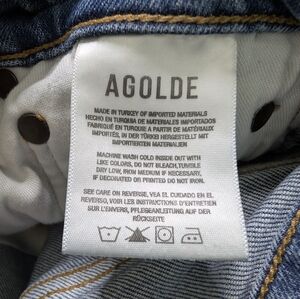 AGOLDE
MADE IN TURKEY OF IMPORTED MATERIALS
HECHO EN TURQUIA DE MATERIALES IMPORTADOS
FABRIQUÉ EN TURQUIE A PARTIR DE MATÉRIAUX
IMPORTÉS, IN DER TÜRKEI HERGESTELLT MIT
IMPORTIERTEN MATERIALIEN
MACHINE WASH COLD INSIDE OUT WITH
LIKE COLORS, DO NOT BLEACH, TUMBLE
DRY LOW, IRON MEDIUM IF NECESSARY,
IF DECORATED OR PRINTED DO NOT IRON.
SEE CARE ON REVERSE, VEA EL CUIDADO EN EL
REVERSO, VOIR LES INSTRUCTIONS D'ENTRETIEN
SUR L'ENVERS, PFLEGEANLEITUNG AUF DER
RÜCKSEITE